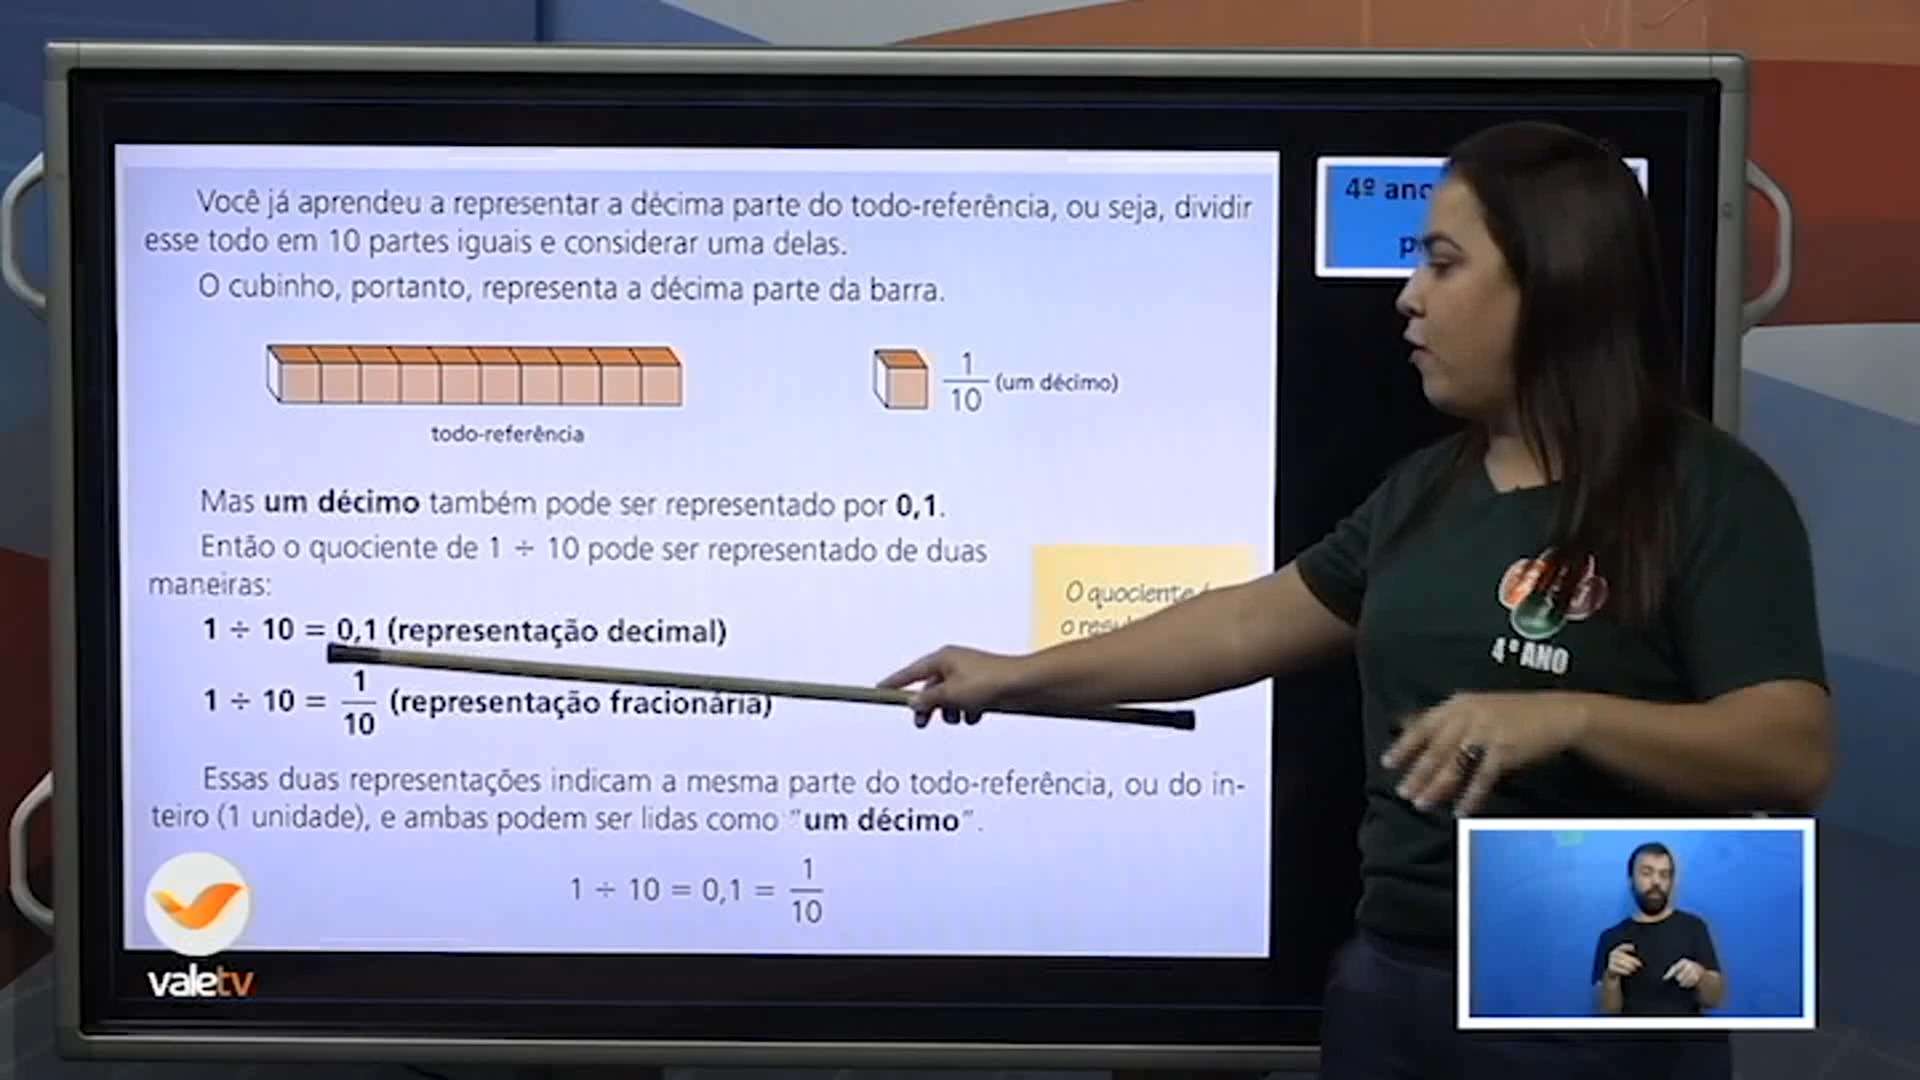 Você já aprendeu a representar a décima parte do todo-referência, ou seja, dividir
esse todo em 10 partes iguais e considerar uma delas.
O cubinho, portanto, representa a décima parte da barra.
1/10 (um décimo)
todo-referência
Mas um décimo também pode ser representado por 0,1.
Então o quociente de 1 ÷ 10 pode ser representado de duas
maneiras:
1 ÷ 10 = 0,1 (representação decimal)
1 ÷ 10 = 1/10 (representação fracionária)
O quociente
o
Essas duas representações indicam a mesma parte do todo-referência, ou do in-
teiro (1 unidade), e ambas podem ser lidas como "um décimo".
1 ÷ 10 = 0,1 = 1/10
4º ano
4º ANO
valetv